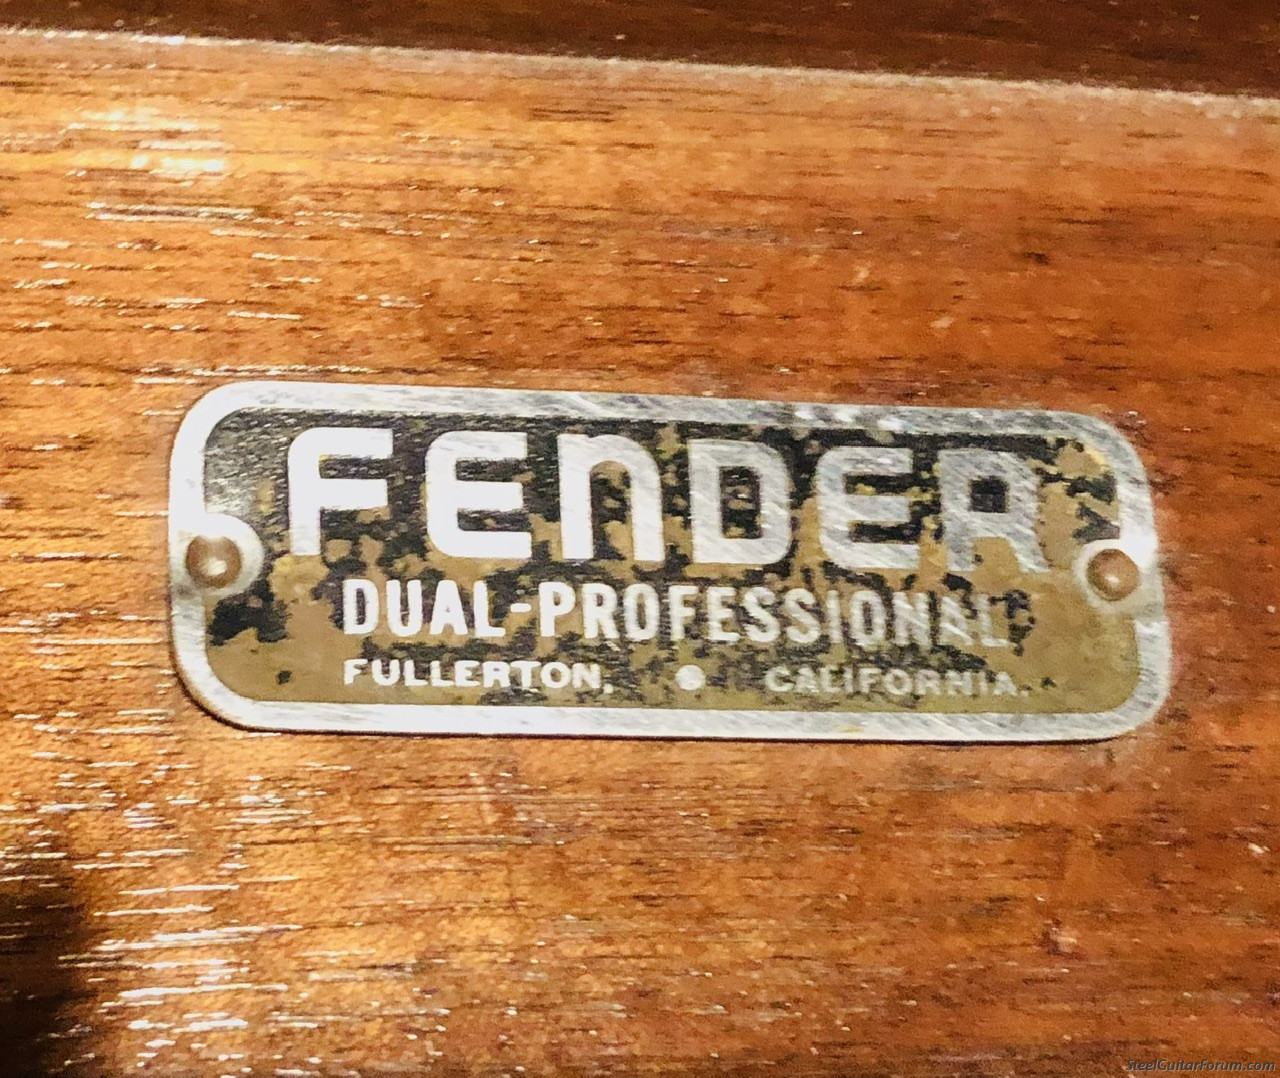 FENDER
DUAL-PROFESSIONAL
FULLERTON, • CALIFORNIA.
SteelGuitarForum.com